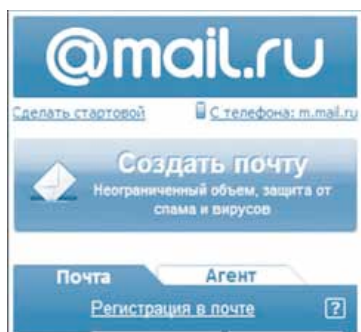 @mail.ru
Сделать стартовой С телефона: m.mail.ru
Создать почту
Неограниченный объем, защита от
спама и вирусов
Почта Агент
Регистрация в почте ?